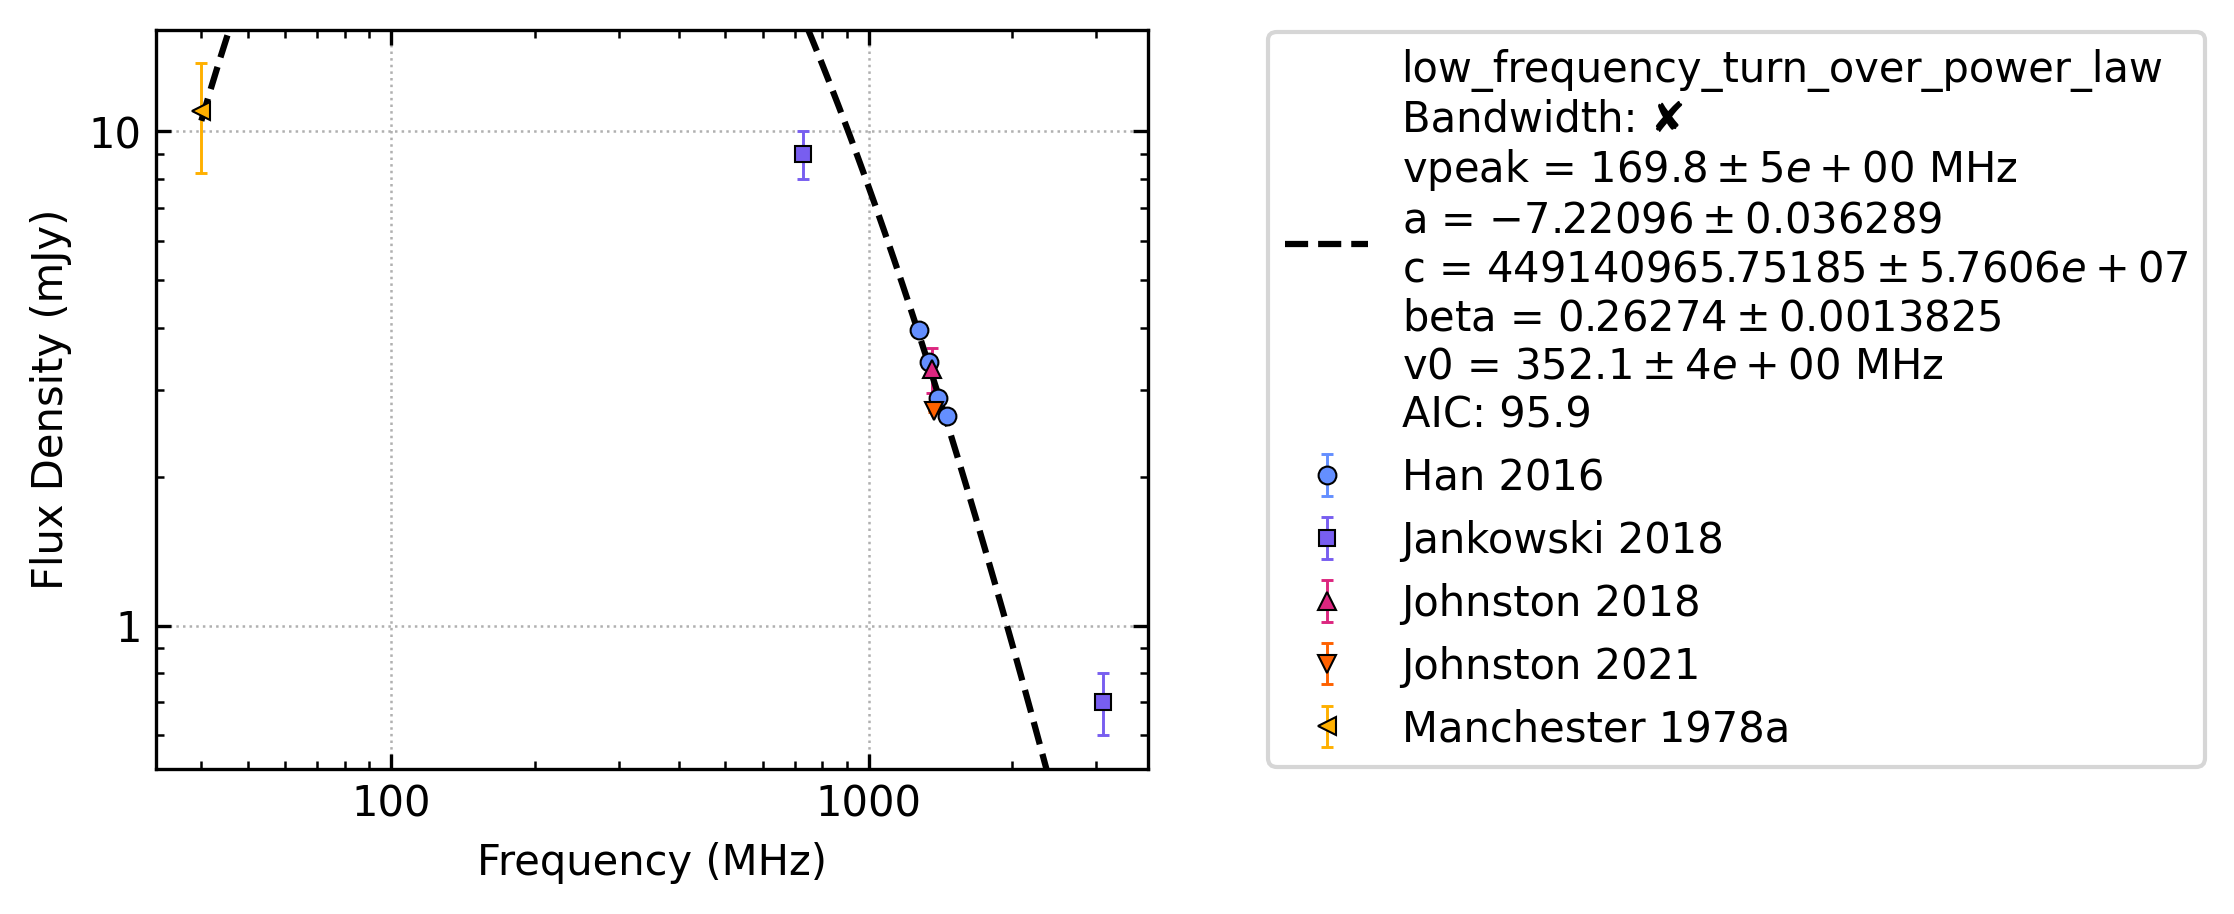 10
1
Flux Density (mJy)
100
1000
Frequency (MHz)
low_frequency_turn_over_power_law
Bandwidth: ✘
vpeak = 169.8 ± 5e + 00 MHz
a = −7.22096 ± 0.036289
c = 449140965.75185 ± 5.7606e + 07
beta = 0.26274 ± 0.0013825
v0 = 352.1 ± 4e + 00 MHz
AIC: 95.9
Han 2016
Jankowski 2018
Johnston 2018
Johnston 2021
Manchester 1978a